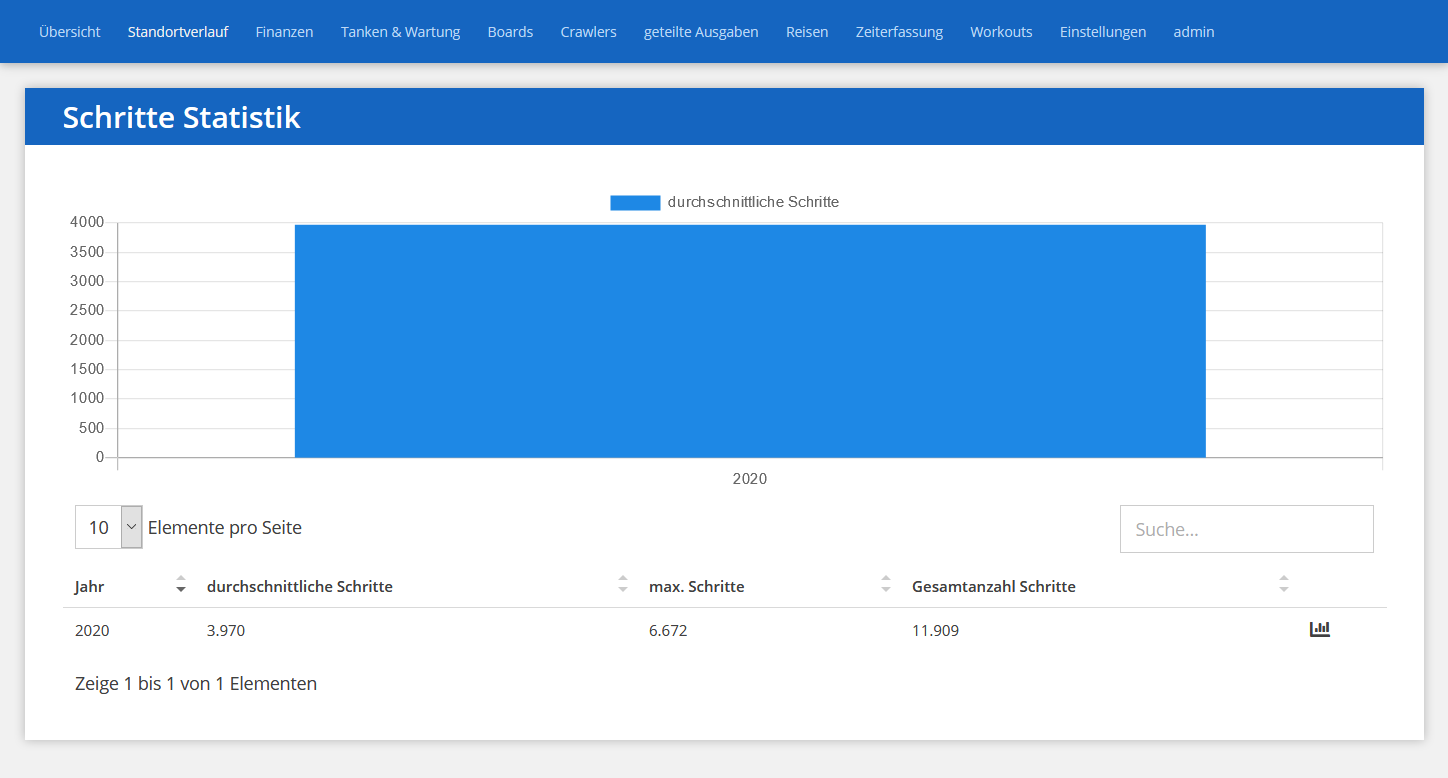 Übersicht Standortverlauf Finanzen Tanken & Wartung Boards Crawlers geteilte Ausgaben Reisen Zeiterfassung Workouts Einstellungen admin
Schritte Statistik
durchschnittliche Schritte
4000
3500
3000
2500
2000
1500
1000
500
0
2020
10 Elemente pro Seite Suche...
Jahr durchschnittliche Schritte max. Schritte Gesamtanzahl Schritte
2020 3.970 6.672 11.909
Zeige 1 bis 1 von 1 Elementen